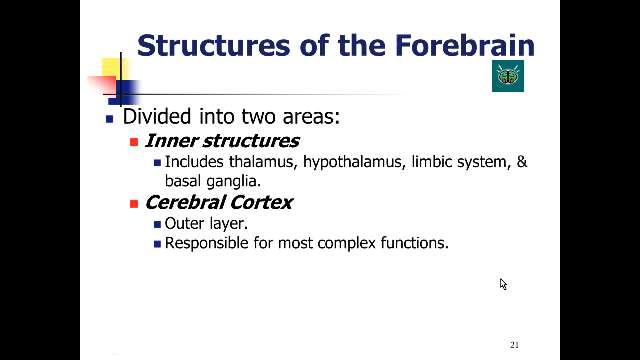 Structures of the Forebrain
Divided into two areas:
Inner structures
Includes thalamus, hypothalamus, limbic system, &
basal ganglia.
Cerebral Cortex
Outer layer.
Responsible for most complex functions.
21